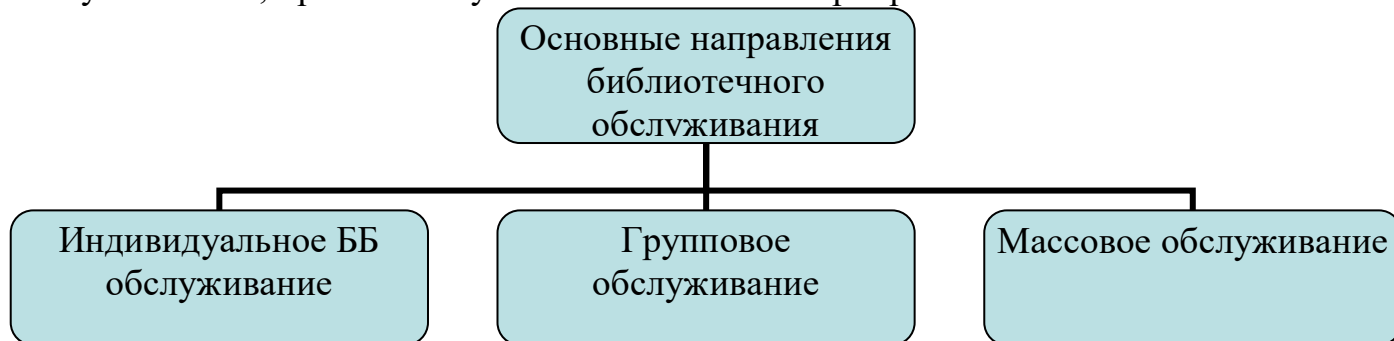 Основные направления
библиотечного
обслуживания
Индивидуальное ББ
обслуживание
Групповое
обслуживание
Массовое обслуживание